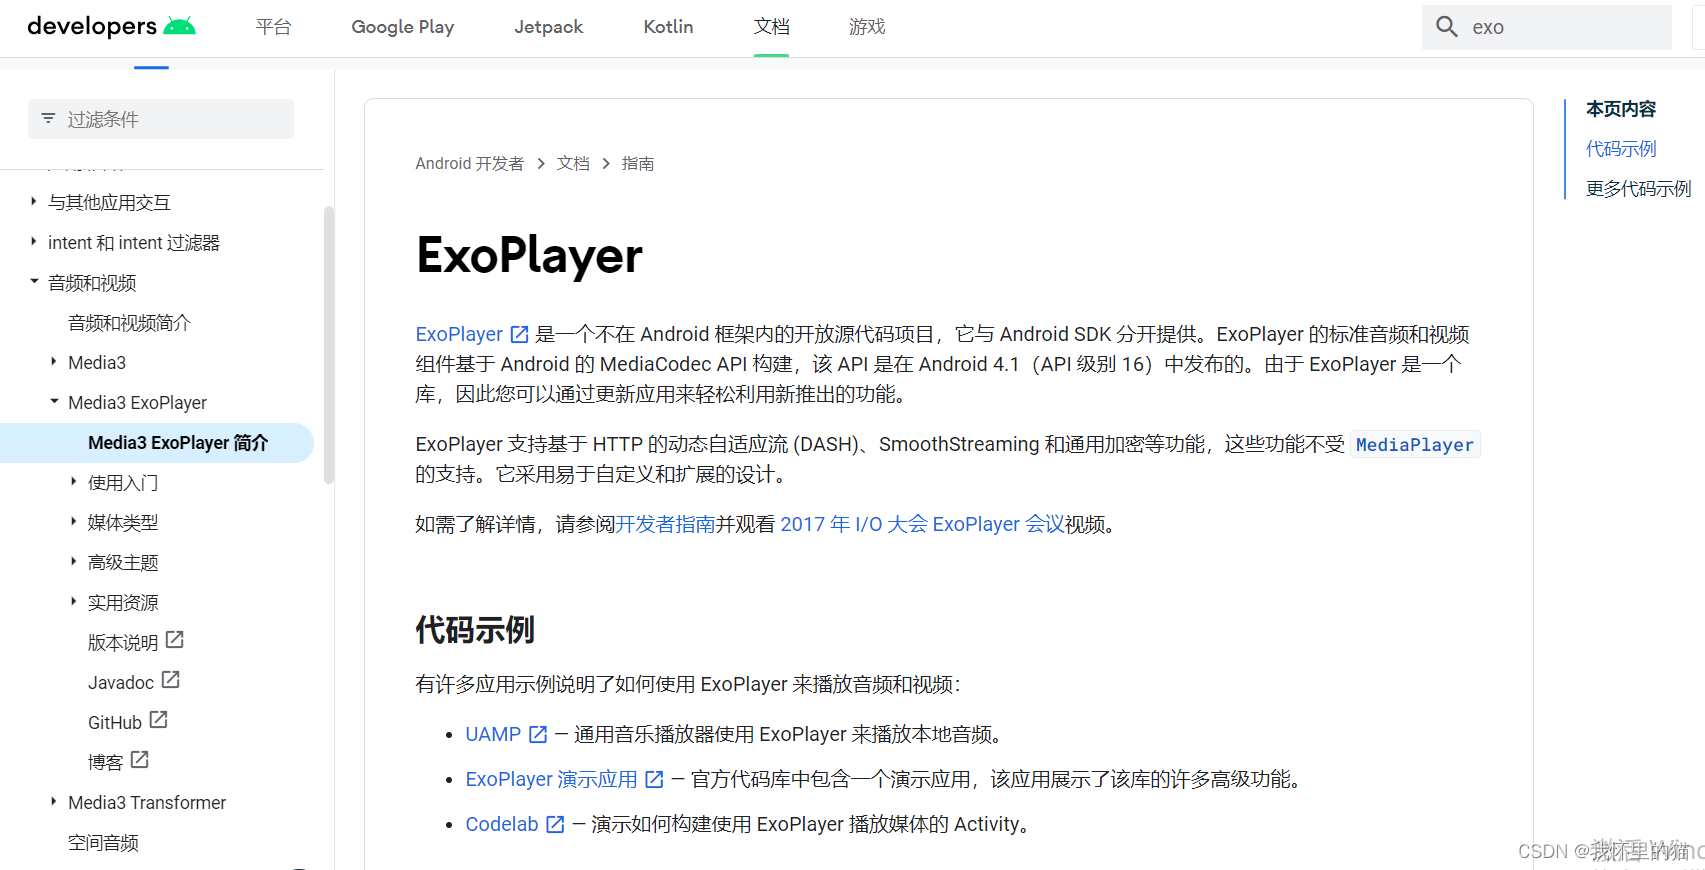 developers
平台
Google Play
Jetpack
Kotlin
文档
游戏
exo
过滤条件
与其他应用交互
intent 和 intent 过滤器
音频和视频
音频和视频简介
Media3
Media3 ExoPlayer
Media3 ExoPlayer 简介
使用入门
媒体类型
高级主题
实用资源
版本说明
Javadoc
GitHub
博客
Media3 Transformer
空间音频
Android 开发者 > 文档 > 指南
ExoPlayer
ExoPlayer 是一个不在 Android 框架内的开放源代码项目，它与 Android SDK 分开提供。ExoPlayer 的标准音频和视频
组件基于 Android 的 MediaCodec API 构建，该 API 是在 Android 4.1（API 级别 16）中发布的。由于 ExoPlayer 是一个
库，因此您可以通过更新应用来轻松利用新推出的功能。
ExoPlayer 支持基于 HTTP 的动态自适应流 (DASH)、SmoothStreaming 和通用加密等功能，这些功能不受 MediaPlayer
的支持。它采用易于自定义和扩展的设计。
如需了解详情，请参阅开发者指南并观看 2017 年 I/O 大会 ExoPlayer 会议视频。
代码示例
有许多应用示例说明了如何使用 ExoPlayer 来播放音频和视频：
• UAMP — 通用音乐播放器使用 ExoPlayer 来播放本地音频。
• ExoPlayer 演示应用 — 官方代码库中包含一个演示应用，该应用展示了该库的许多高级功能。
• Codelab — 演示如何构建使用 ExoPlayer 播放媒体的 Activity。
本页内容
代码示例
更多代码示例
CSDN @我怀里的猫